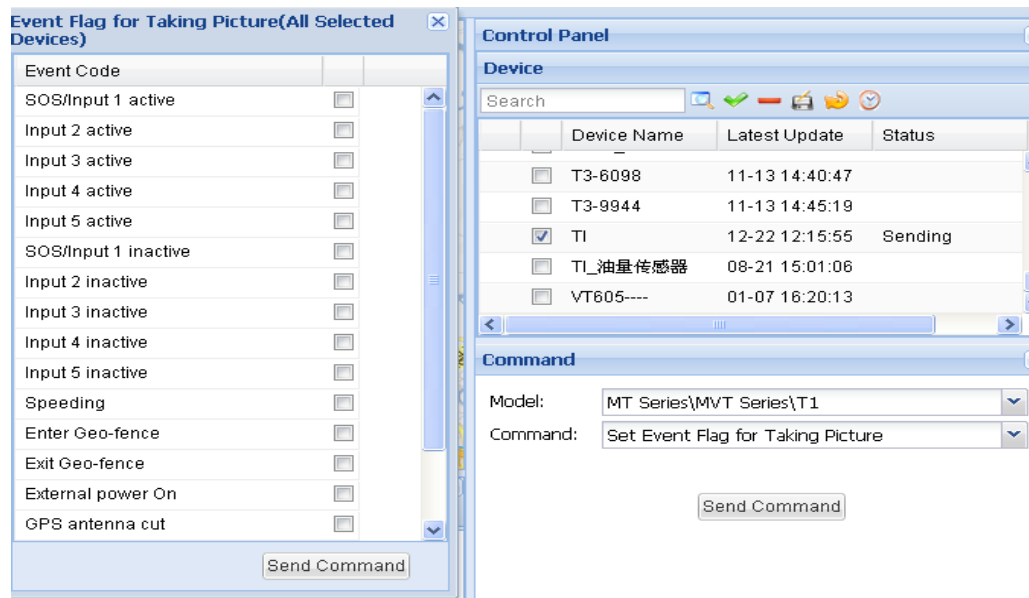 Event Flag for Taking Picture(All Selected
Devices)
Event Code
SOS/Input 1 active
Input 2 active
Input 3 active
Input 4 active
Input 5 active
SOS/Input 1 inactive
Input 2 inactive
Input 3 inactive
Input 4 inactive
Input 5 inactive
Speeding
Enter Geo-fence
Exit Geo-fence
External power On
GPS antenna cut
Send Command
Control Panel
Device
Search
Device Name Latest Update Status
T3-6098 11-13 14:40:47
T3-9944 11-13 14:45:19
TI 12-22 12:15:55 Sending
TI_油量传感器 08-21 15:01:06
VT605---- 01-07 16:20:13
Command
Model: MT Series\MVT Series\T1
Command: Set Event Flag for Taking Picture
Send Command